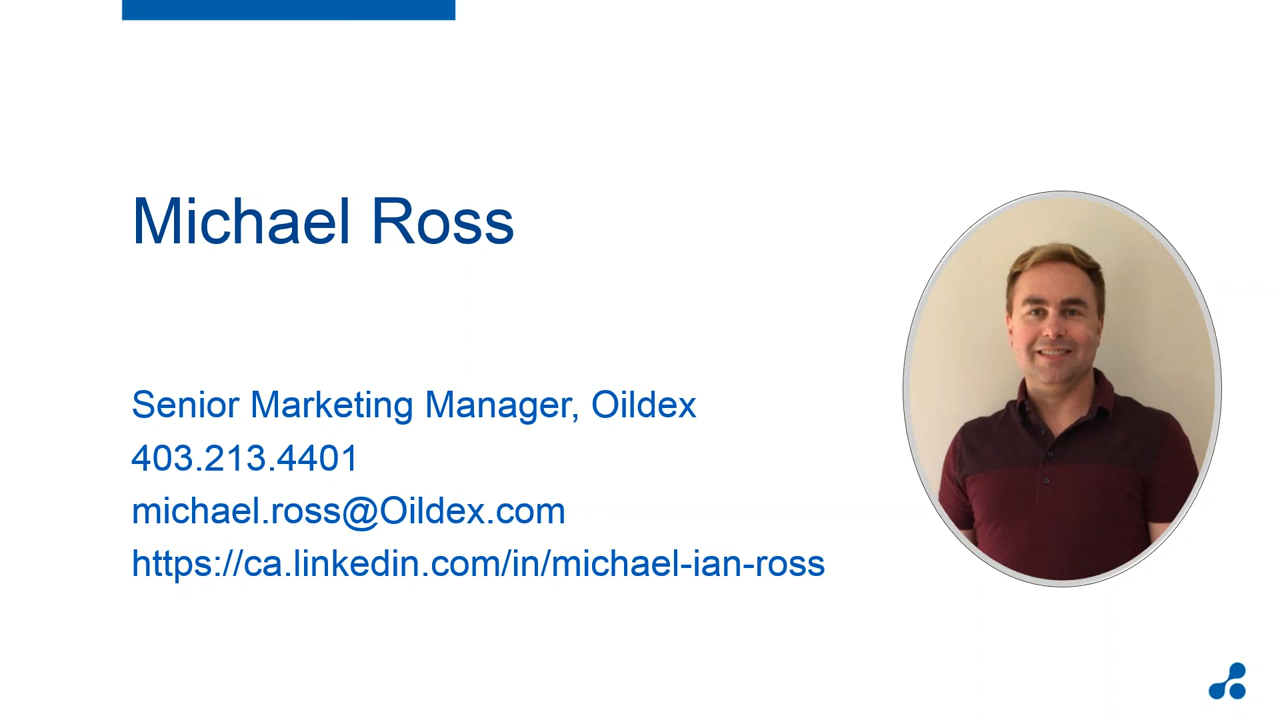 Michael Ross
Senior Marketing Manager, Oildex
403.213.4401
michael.ross@Oildex.com
https://ca.linkedin.com/in/michael-ian-ross